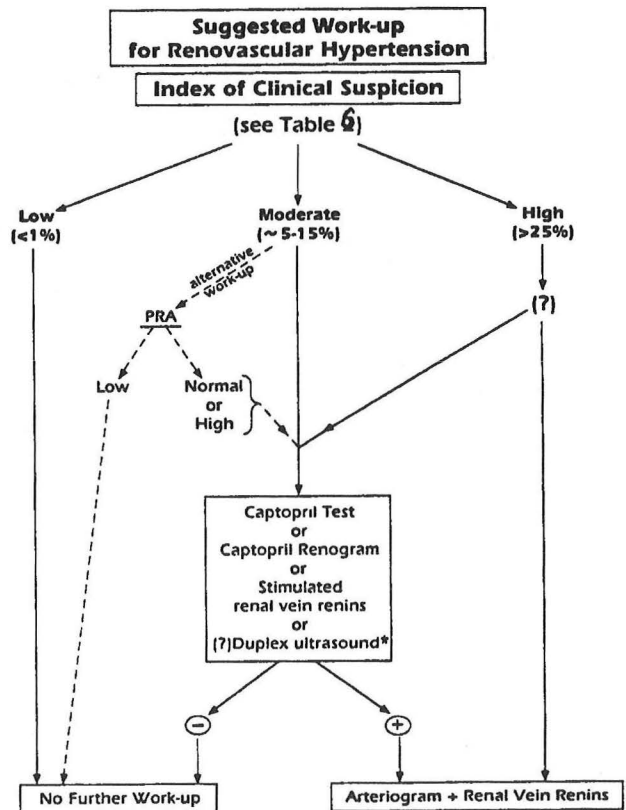 Suggested Work-up
for Renovascular Hypertension
Index of Clinical Suspicion
(see Table 6)
Low
(<1%)
Moderate
(~5-15%)
High
(>25%)
alternative
work-up
PRA
(?)
Low
Normal
or
High
Captopril Test
or
Captopril Renogram
or
Stimulated
renal vein renins
or
(?)Duplex ultrasound*
−
+
No Further Work-up
Arteriogram + Renal Vein Renins